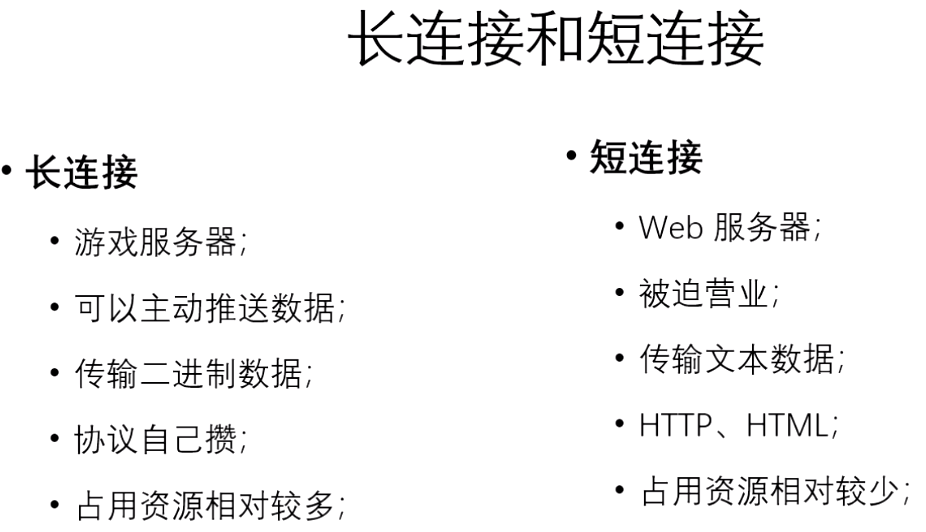 长连接和短连接
• 长连接
• 游戏服务器;
• 可以主动推送数据;
• 传输二进制数据;
• 协议自己攒;
• 占用资源相对较多;
• 短连接
• Web 服务器;
• 被迫营业;
• 传输文本数据;
• HTTP、HTML;
• 占用资源相对较少;